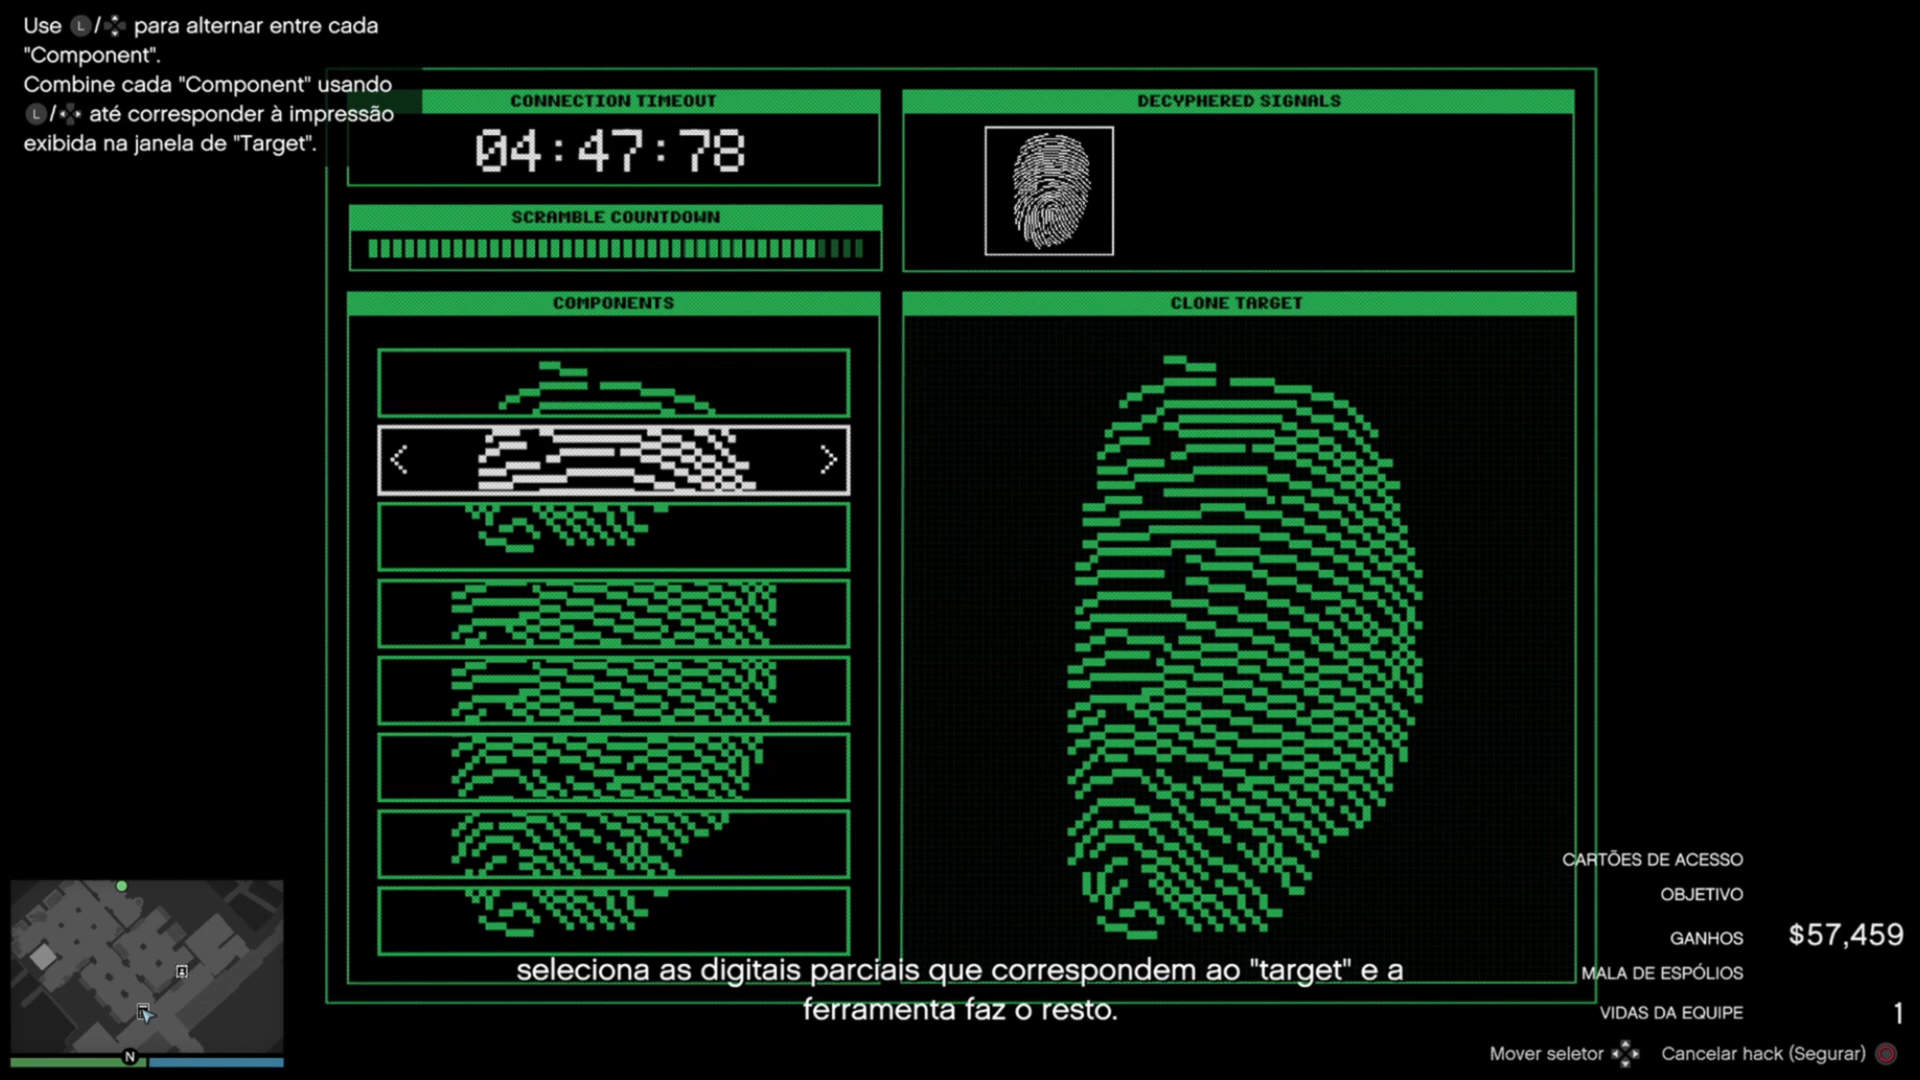 Use L/ para alternar entre cada
"Component".
Combine cada "Component" usando
L/ até corresponder à impressão
exibida na janela de "Target".
CONNECTION TIMEOUT
04:47:78
DECYPHERED SIGNALS
SCRAMBLE COUNTDOWN
COMPONENTS
CLONE TARGET
CARTÕES DE ACESSO
OBJETIVO
GANHOS $57,459
MALA DE ESPÓLIOS
VIDAS DA EQUIPE 1
seleciona as digitais parciais que correspondem ao "target" e a
ferramenta faz o resto.
N
Mover seletor Cancelar hack (Segurar)